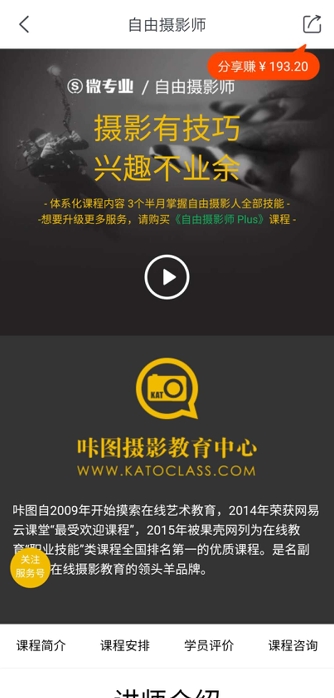 自由摄影师
分享赚 ¥ 193.20
S 微专业 / 自由摄影师
摄影有技巧
兴趣不业余
- 体系化课程内容 3个半月掌握自由摄影人全部技能 -
-想要升级更多服务，请购买《自由摄影师 Plus》课程 -
KAT
咔图摄影教育中心
WWW.KATOCLASS.COM
咔图自2009年开始摸索在线艺术教育，2014年荣获网易
云课堂"最受欢迎课程"，2015年被果壳网列为在线教
育"职业技能"类课程全国排名第一的优质课程。是名副
在线摄影教育的领头羊品牌。
关注
服务号
课程简介 课程安排 学员评价 课程咨询
讲师介绍